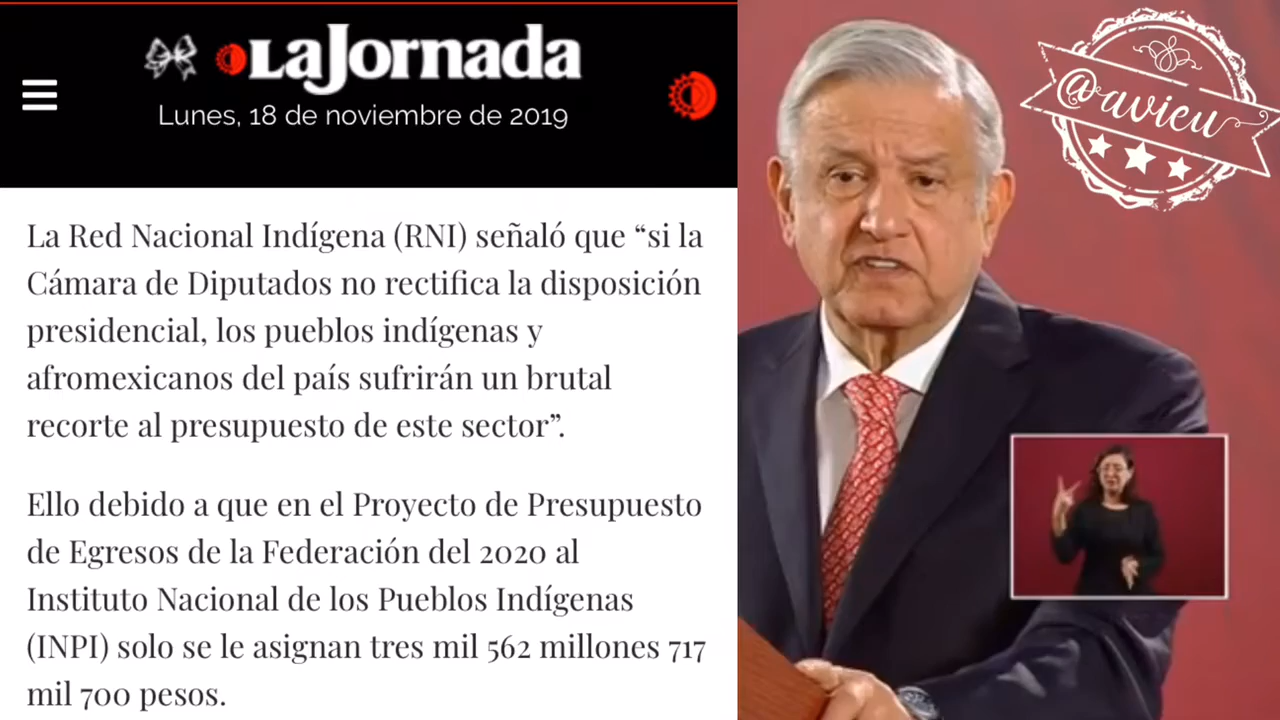 La Jornada
Lunes, 18 de noviembre de 2019
@avieu
La Red Nacional Indígena (RNI) señaló que “si la
Cámara de Diputados no rectifica la disposición
presidencial, los pueblos indígenas y
afromexicanos del país sufrirán un brutal
recorte al presupuesto de este sector”.
Ello debido a que en el Proyecto de Presupuesto
de Egresos de la Federación del 2020 al
Instituto Nacional de los Pueblos Indígenas
(INPI) solo se le asignan tres mil 562 millones 717
mil 700 pesos.